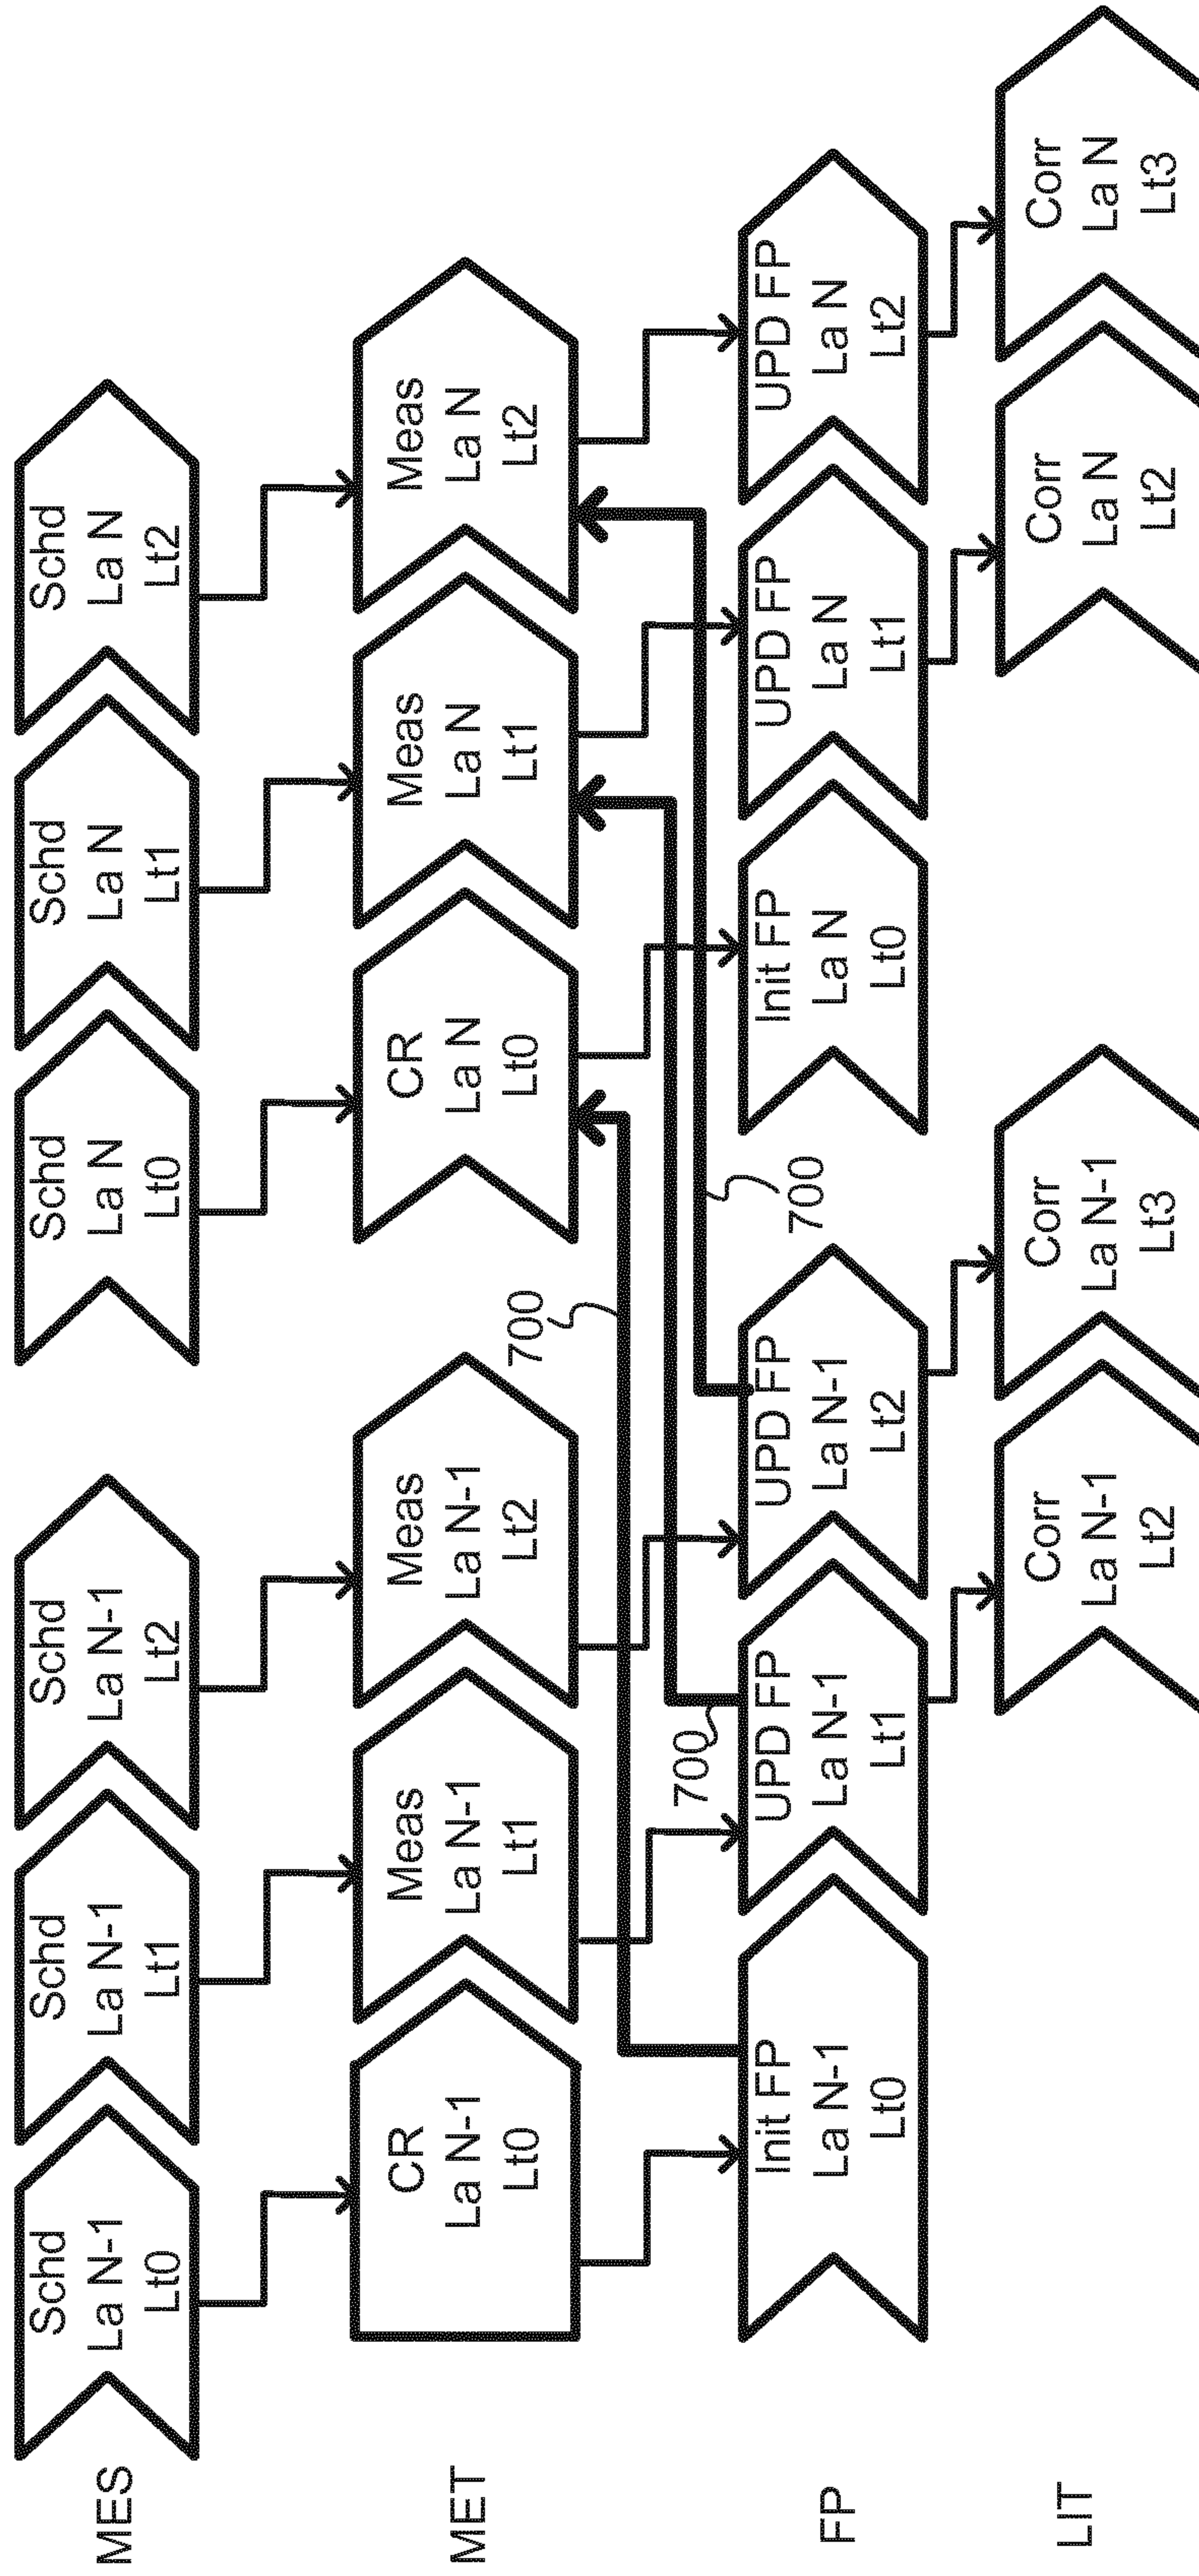 MES
Schd
La N-1
Lt0
Schd
La N-1
Lt1
Schd
La N-1
Lt2
Schd
La N
Lt0
Schd
La N
Lt1
Schd
La N
Lt2
MET
CR
La N-1
Lt0
Meas
La N-1
Lt1
Meas
La N-1
Lt2
CR
La N
Lt0
Meas
La N
Lt1
Meas
La N
Lt2
700
700
700
FP
Init FP
La N-1
Lt0
UPD FP
La N-1
Lt1
UPD FP
La N-1
Lt2
Init FP
La N
Lt0
UPD FP
La N
Lt1
UPD FP
La N
Lt2
LIT
Corr
La N-1
Lt2
Corr
La N-1
Lt3
Corr
La N
Lt2
Corr
La N
Lt3